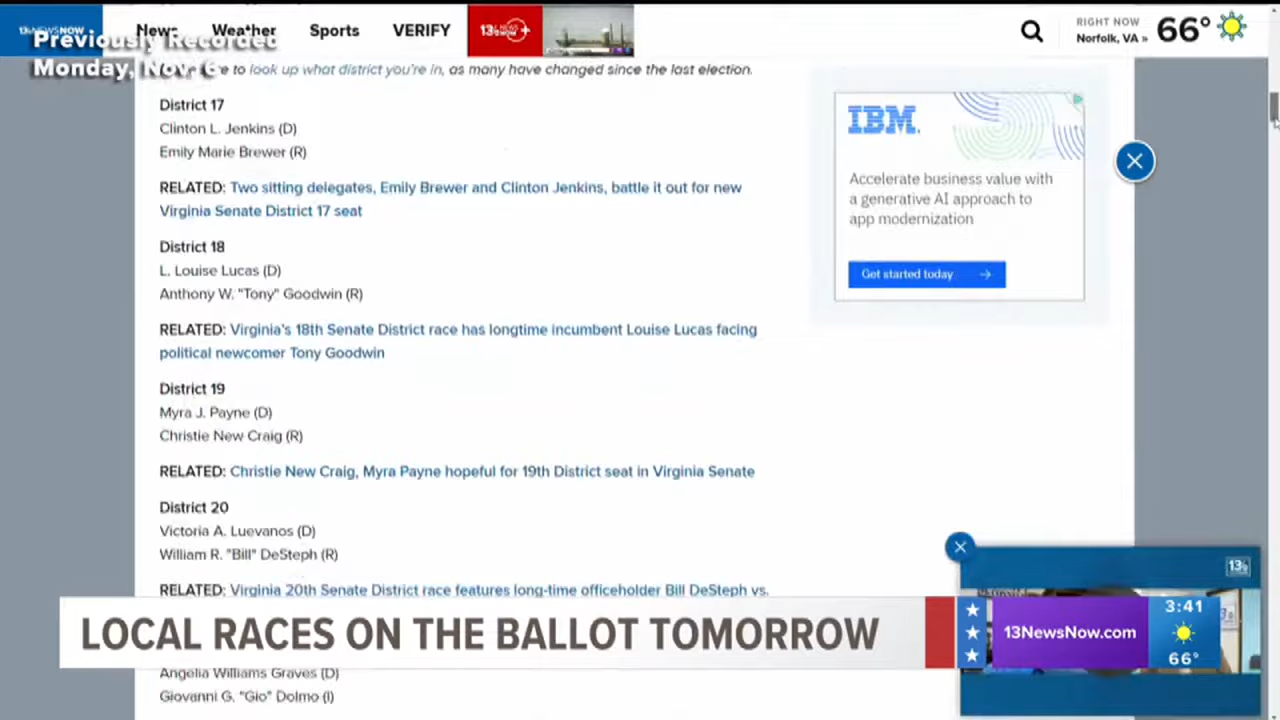 13NEWSNOW
News
Weather
Sports
VERIFY
13 NEWS NOW +
RIGHT NOW
Norfolk, VA »
66°
Previously Recorded
Monday, Nov. 6
to look up what district you're in, as many have changed since the last election.
District 17
Clinton L. Jenkins (D)
Emily Marie Brewer (R)
RELATED: Two sitting delegates, Emily Brewer and Clinton Jenkins, battle it out for new
Virginia Senate District 17 seat
District 18
L. Louise Lucas (D)
Anthony W. "Tony" Goodwin (R)
RELATED: Virginia's 18th Senate District race has longtime incumbent Louise Lucas facing
political newcomer Tony Goodwin
District 19
Myra J. Payne (D)
Christie New Craig (R)
RELATED: Christie New Craig, Myra Payne hopeful for 19th District seat in Virginia Senate
District 20
Victoria A. Luevanos (D)
William R. "Bill" DeSteph (R)
RELATED: Virginia 20th Senate District race features long-time officeholder Bill DeSteph vs.
Angelia Williams Graves (D)
Giovanni G. "Gio" Dolmo (I)
IBM.
Accelerate business value with
a generative AI approach to
app modernization
Get started today →
13
LOCAL RACES ON THE BALLOT TOMORROW
13NewsNow.com
3:41
66°